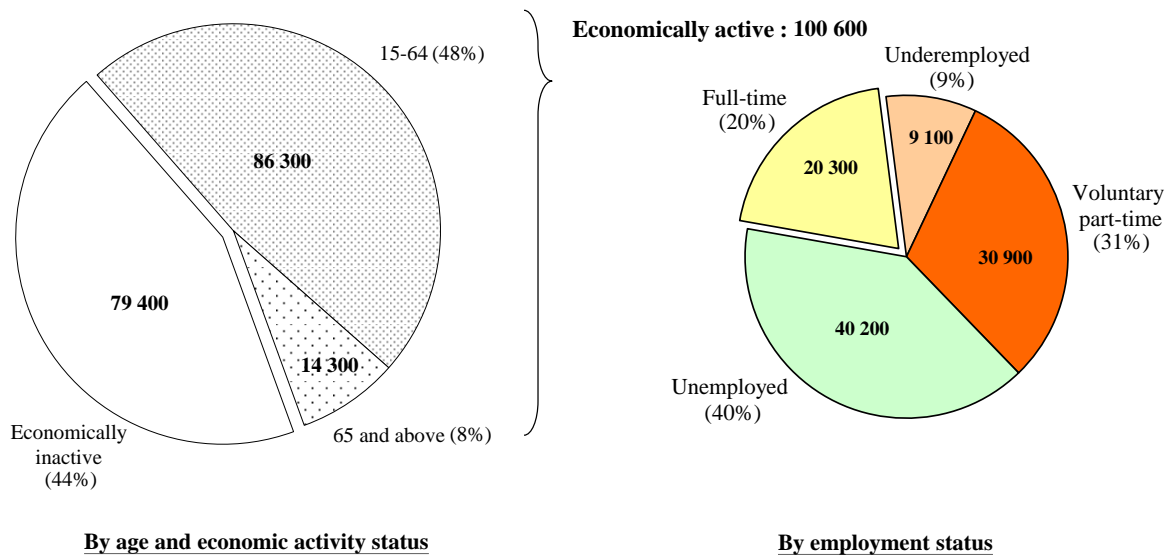 15-64 (48%)
86 300
79 400
14 300
Economically
inactive
(44%)
65 and above (8%)
By age and economic activity status
Economically active : 100 600
Underemployed
(9%)
Full-time
(20%)
9 100
20 300
Voluntary
part-time
(31%)
30 900
40 200
Unemployed
(40%)
By employment status